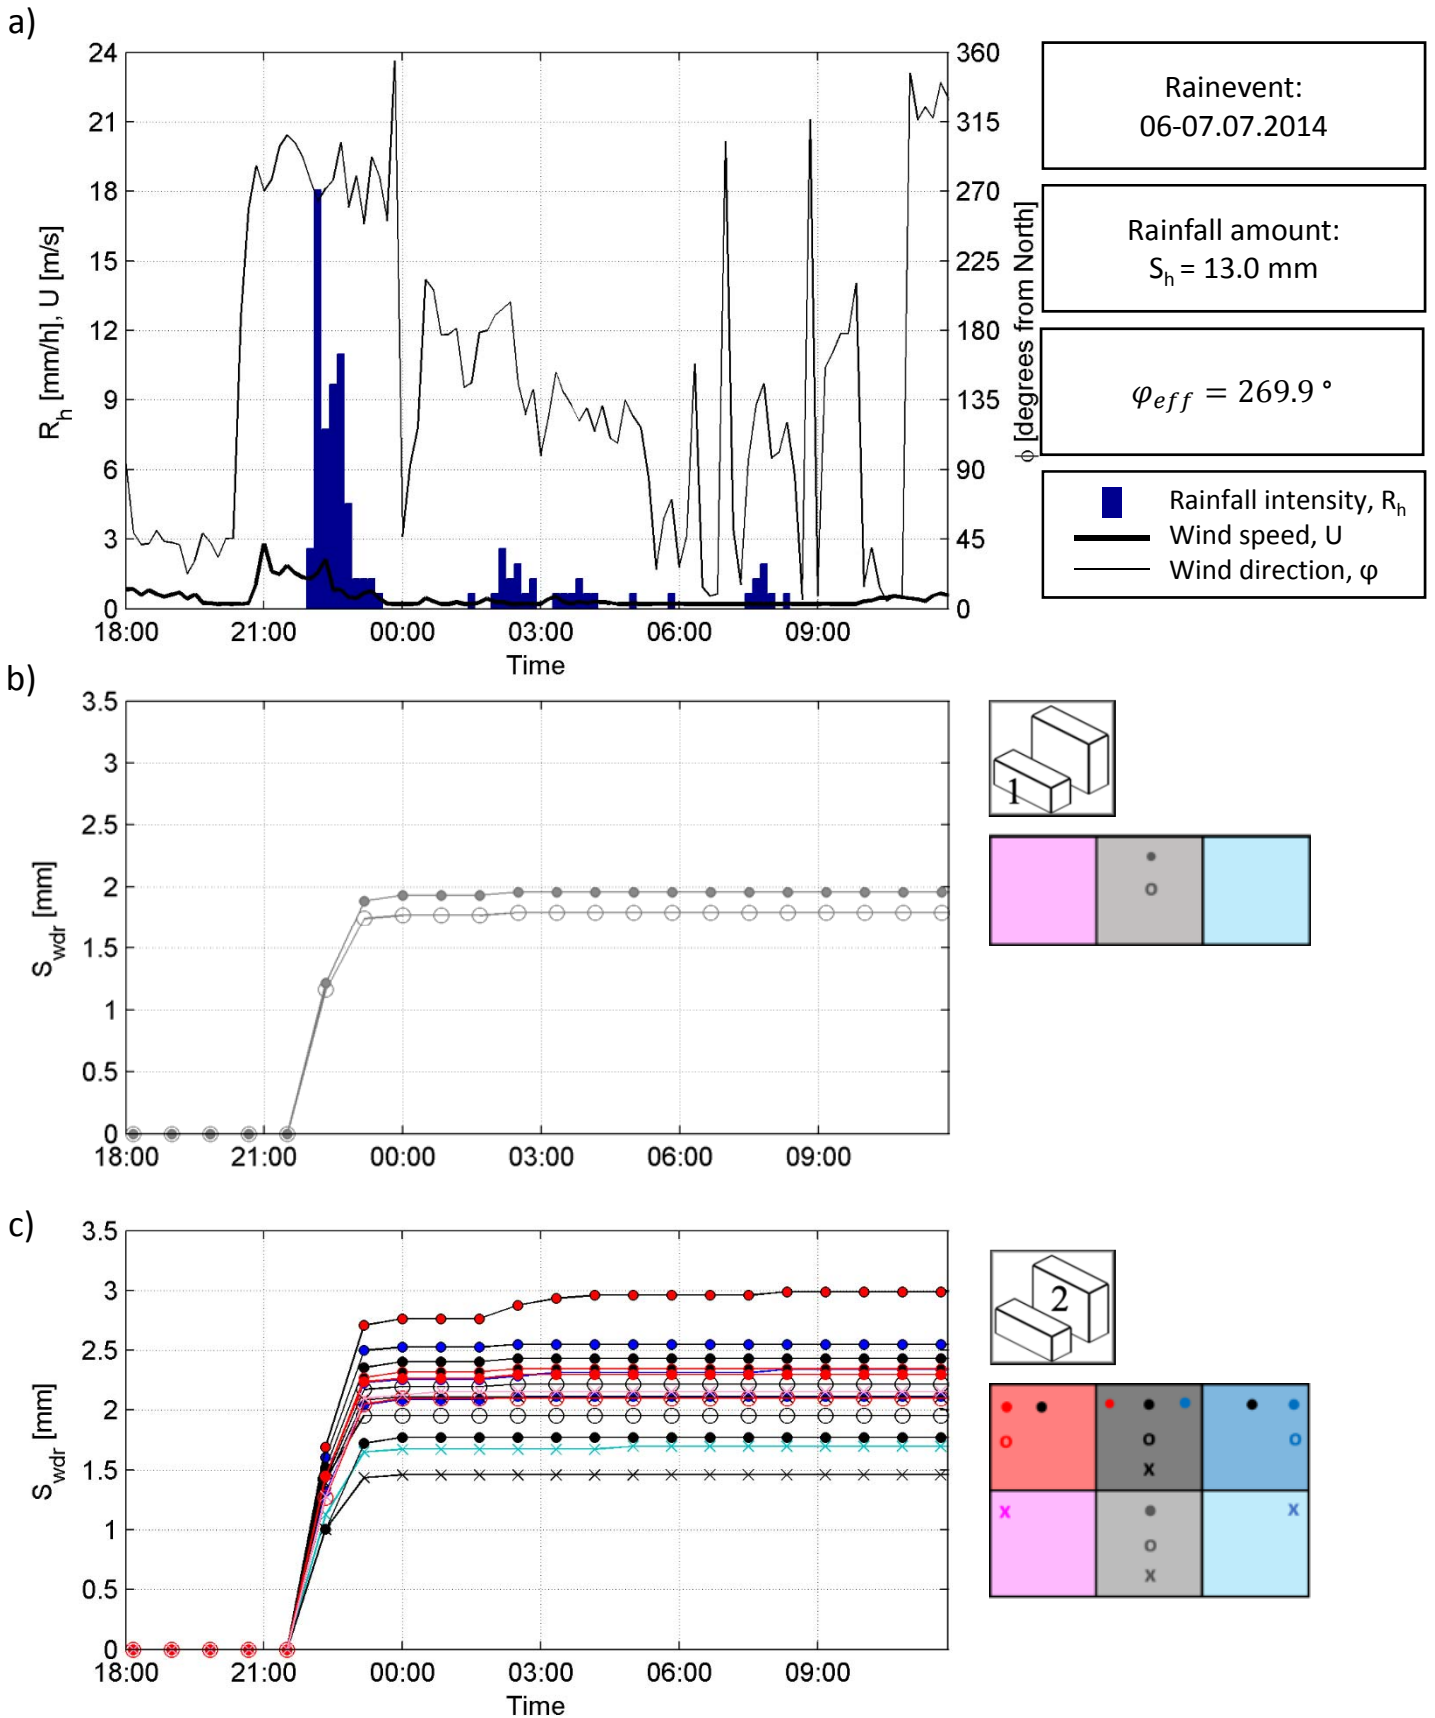 a)
24
21
18
15
12
9
6
3
0
R_h [mm/h], U [m/s]
360
315
270
225
180
135
90
45
0
ϕ [degrees from North]
18:00 21:00 00:00 03:00 06:00 09:00
Time
Rainevent:
06-07.07.2014
Rainfall amount:
S_h = 13.0 mm
φ_eff = 269.9 °
Rainfall intensity, R_h
Wind speed, U
Wind direction, φ
b)
3.5
3
2.5
2
1.5
1
0.5
0
S_wdr [mm]
18:00 21:00 00:00 03:00 06:00 09:00
1
c)
3.5
3
2.5
2
1.5
1
0.5
0
S_wdr [mm]
18:00 21:00 00:00 03:00 06:00 09:00
Time
2